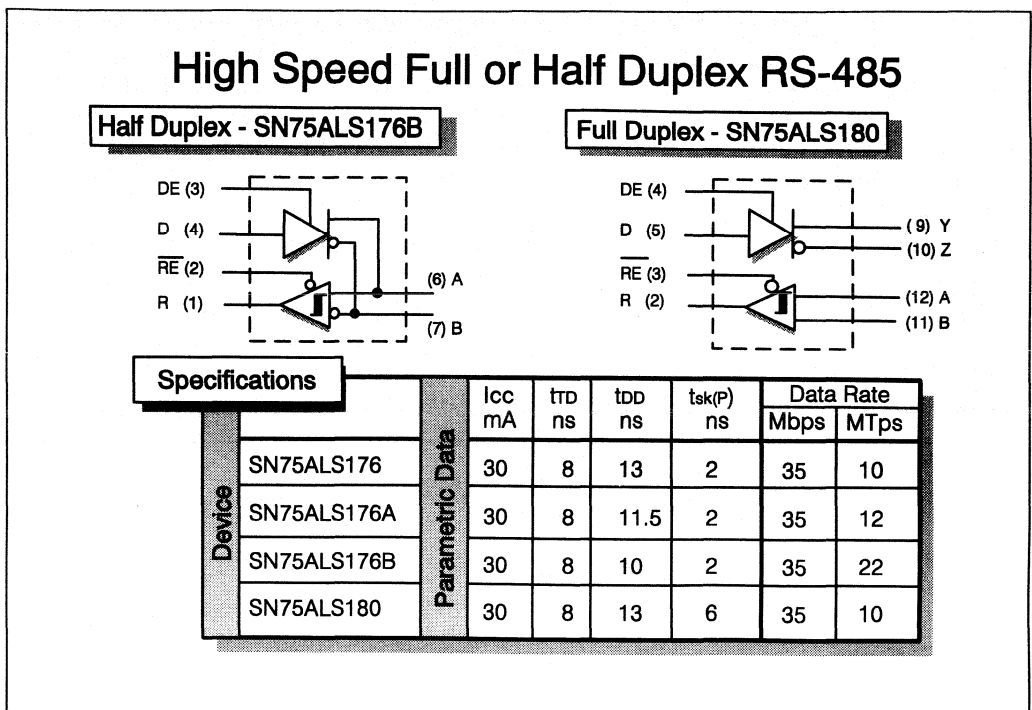 High Speed Full or Half Duplex RS-485
Half Duplex - SN75ALS176B
Full Duplex - SN75ALS180
DE (3)
D (4)
RE (2)
R (1)
(6) A
(7) B
DE (4)
D (5)
RE (3)
R (2)
(9) Y
(10) Z
(12) A
(11) B
Specifications
Device
Parametric Data
Icc mA
tTD ns
tDD ns
tsk(P) ns
Data Rate
Mbps MTps
SN75ALS176 30 8 13 2 35 10
SN75ALS176A 30 8 11.5 2 35 12
SN75ALS176B 30 8 10 2 35 22
SN75ALS180 30 8 13 6 35 10